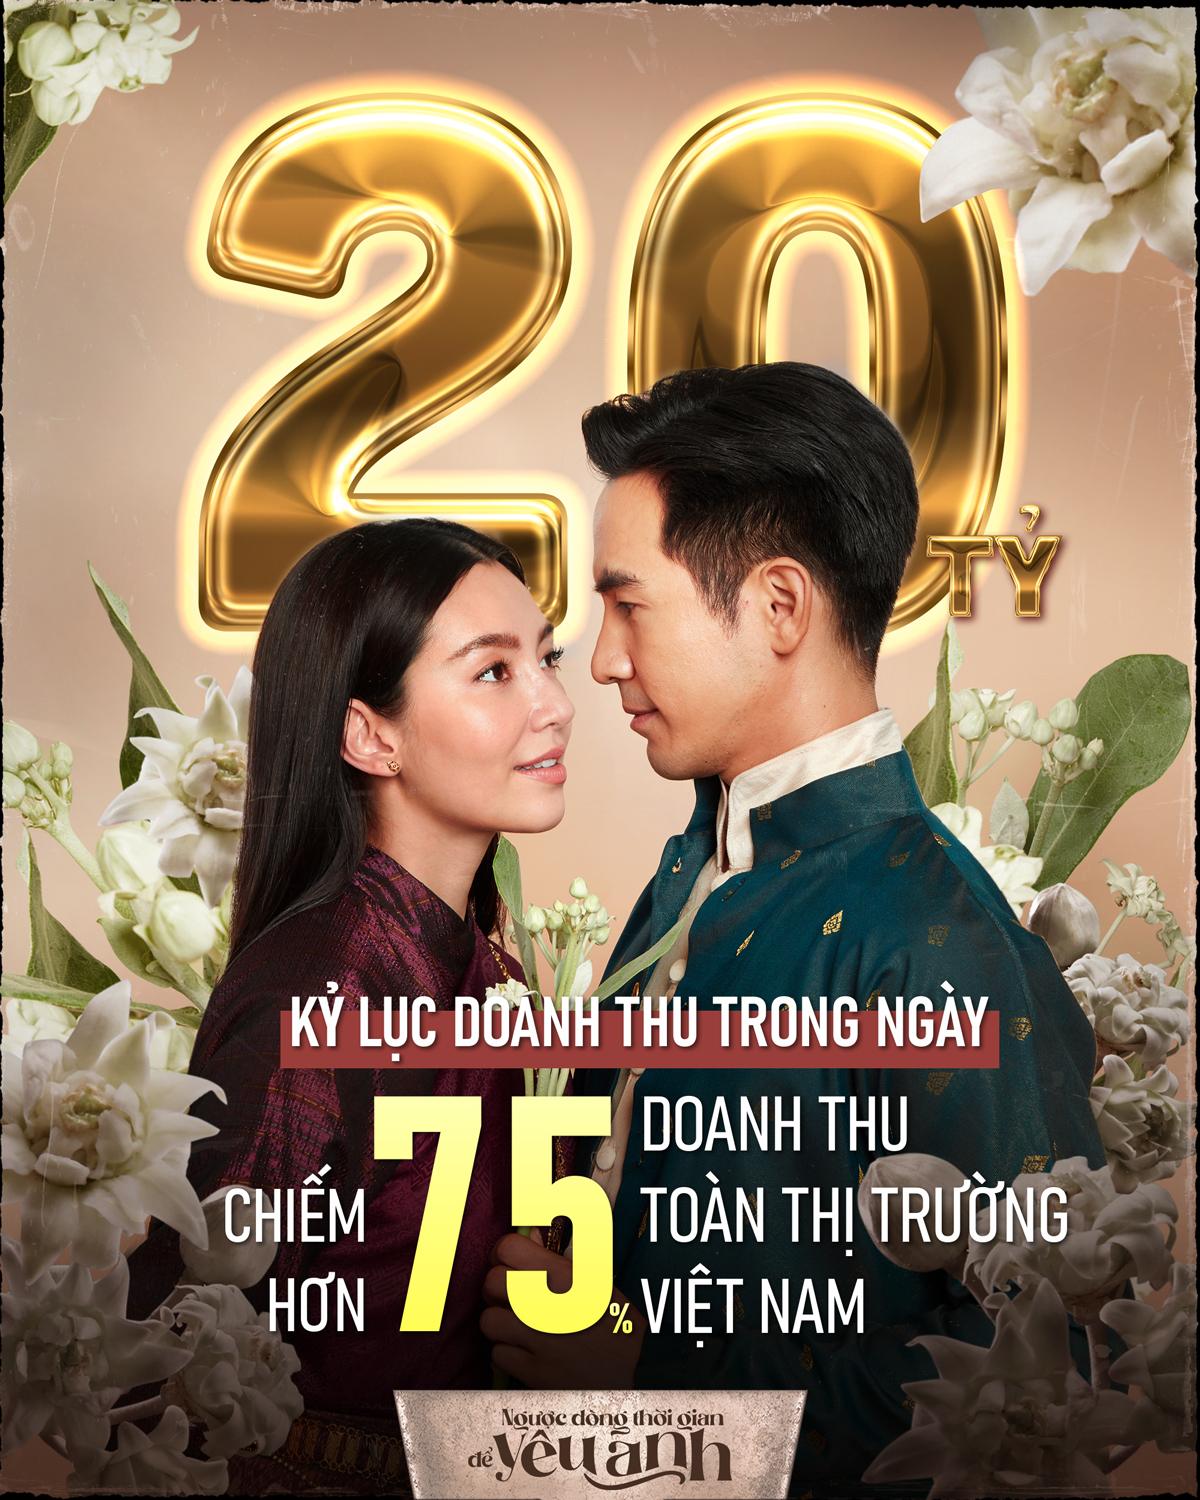 20
TỶ
KỶ LỤC DOANH THU TRONG NGÀY
CHIẾM
HƠN
75%
DOANH THU
TOÀN THỊ TRƯỜNG
VIỆT NAM
Ngược dòng thời gian
để yêu anh